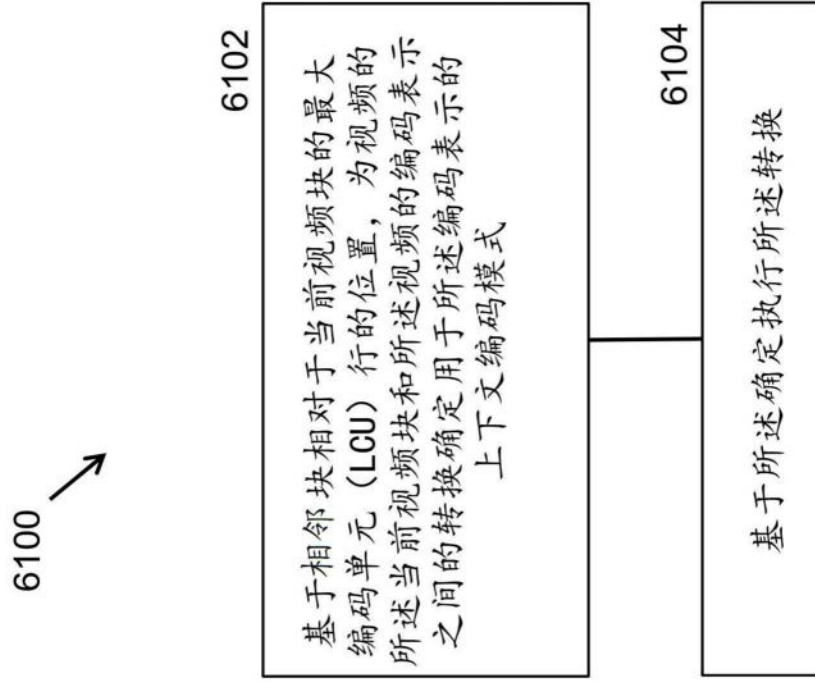 6100
6102
基于相邻块相对于当前视频块的最大
编码单元（LCU）行的位置，为视频的
所述当前视频块和所述视频的编码表示
之间的转换确定用于所述编码表示的
上下文编码模式
6104
基于所述确定执行所述转换